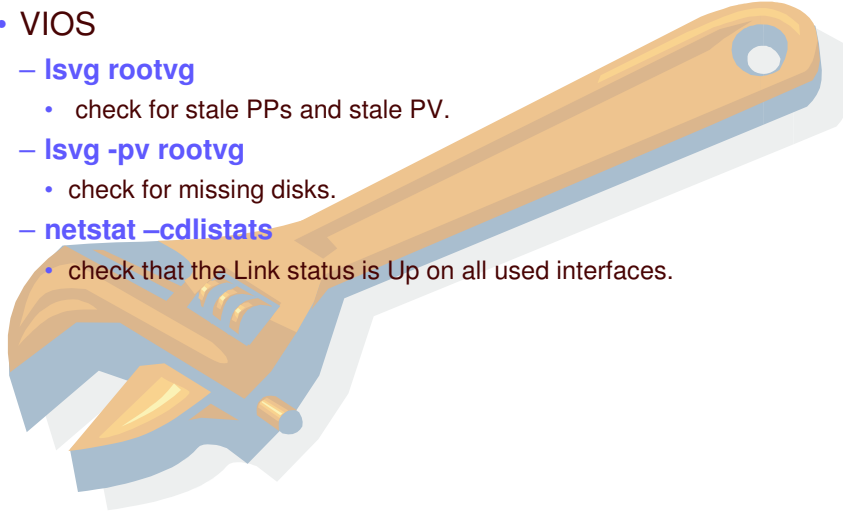 • VIOS
– lsvg rootvg
• check for stale PPs and stale PV.
– lsvg -pv rootvg
• check for missing disks.
– netstat –cdlistats
• check that the Link status is Up on all used interfaces.